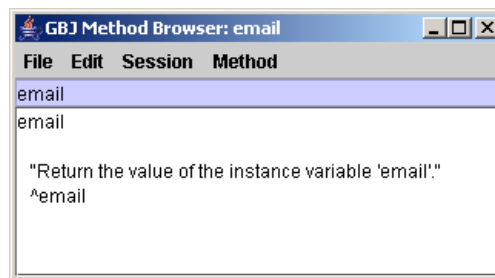 GBJ Method Browser: email
File Edit Session Method
email
email
"Return the value of the instance variable 'email'."
^email